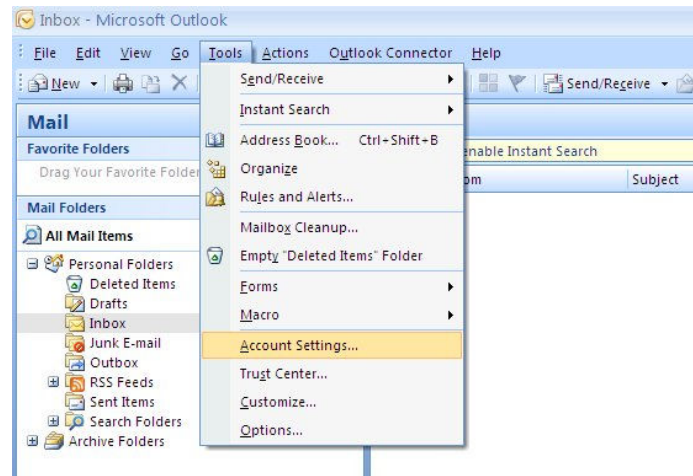 Inbox - Microsoft Outlook
File Edit View Go Tools Actions Outlook Connector Help
New Send/Receive
Mail
Favorite Folders
Drag Your Favorite Folder
Mail Folders
All Mail Items
Personal Folders
Deleted Items
Drafts
Inbox
Junk E-mail
Outbox
RSS Feeds
Sent Items
Search Folders
Archive Folders
Send/Receive
Instant Search
Address Book... Ctrl+Shift+B
Organize
Rules and Alerts...
Mailbox Cleanup...
Empty "Deleted Items" Folder
Forms
Macro
Account Settings...
Trust Center...
Customize...
Options...
enable Instant Search
om Subject